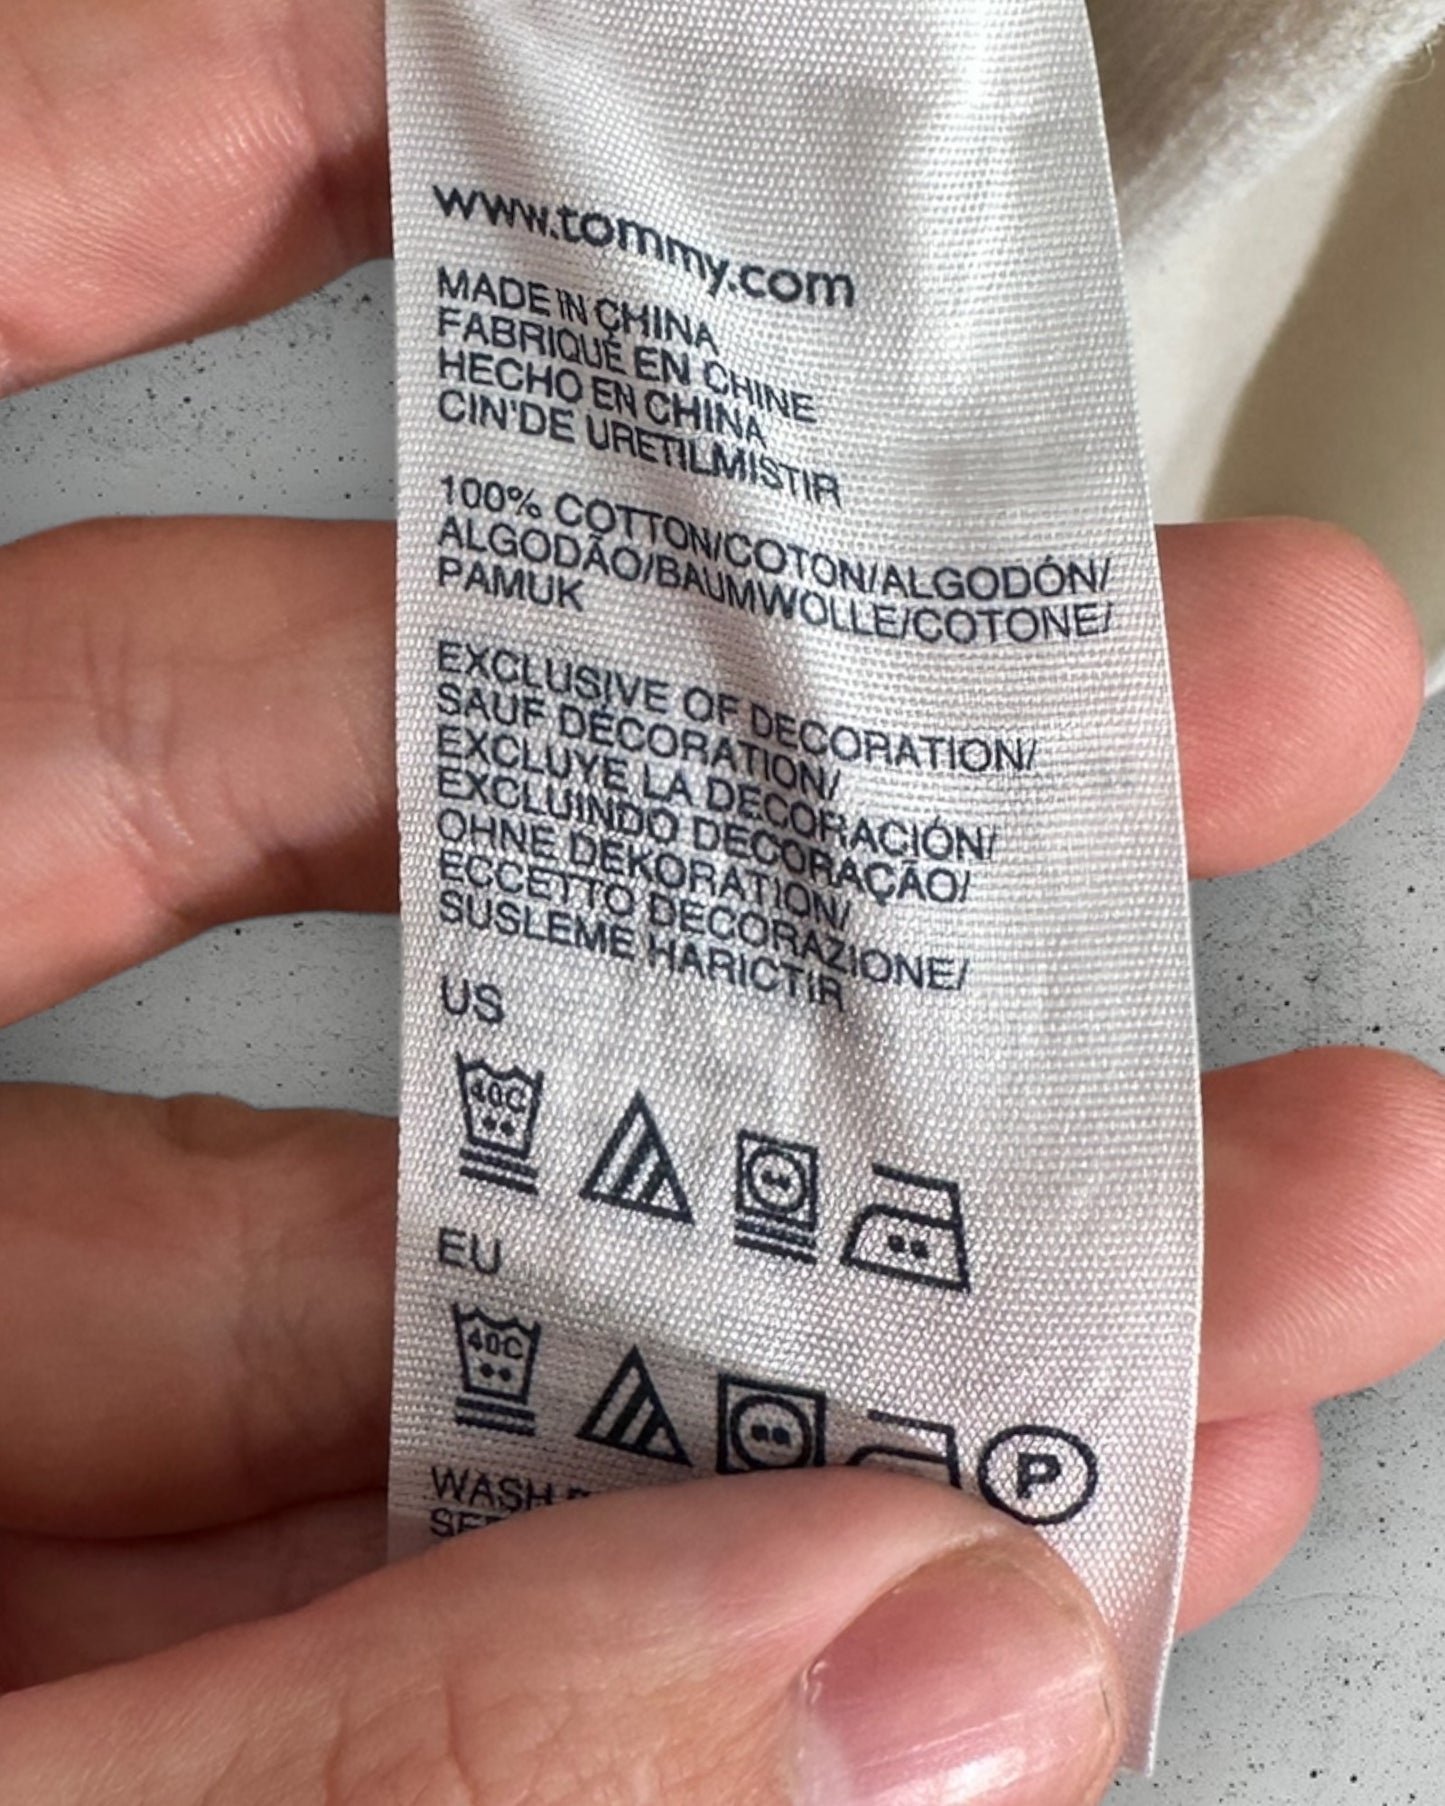 www.tommy.com
MADE IN CHINA
FABRIQUÉ EN CHINE
HECHO EN CHINA
CIN'DE URETILMISTIR
100% COTTON/COTON/ALGODÓN/
ALGODÃO/BAUMWOLLE/COTONE/
PAMUK
EXCLUSIVE OF DECORATION/
SAUF DÉCORATION/
EXCLUYE LA DECORACIÓN/
EXCLUINDO DECORAÇÃO/
OHNE DEKORATION/
ECCETTO DECORAZIONE/
SUSLEME HARICTIR
US
40C
EU
40C
P
WASH